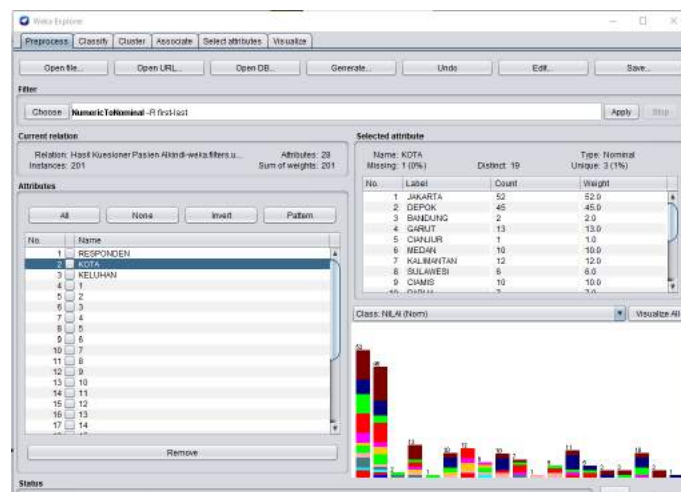 Weka Explorer
Preprocess Classify Cluster Associate Select attributes Visualize
Open file... Open URL... Open DB... Generate... Undo Edit... Save...
Filter
Choose NumericToNominal -R first-last Apply Stop
Current relation
Relation: Hasil Kuesioner Pasien Alkindi-weka.filters.u... Attributes: 28
Instances: 201 Sum of weights: 201
Attributes
All None Invert Pattern
No. Name
1 RESPONDEN
2 KOTA
3 KELUHAN
4 1
5 2
6 3
7 4
8 5
9 6
10 7
11 8
12 9
13 10
14 11
15 12
16 13
17 14
Remove
Status
Selected attribute
Name: KOTA Type: Nominal
Missing: 1 (0%) Distinct: 19 Unique: 3 (1%)
No. Label Count Weight
1 JAKARTA 52 52.0
2 DEPOK 45 45.0
3 BANDUNG 2 2.0
4 GARUT 13 13.0
5 CIANJUR 1 1.0
6 MEDAN 10 10.0
7 KALIMANTAN 12 12.0
8 SULAWESI 6 6.0
9 CIAMIS 10 10.0
Class: NILAI (Nom) Visualize All